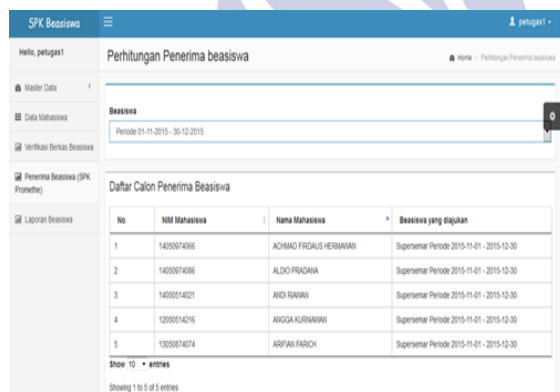 SPK Beasiswa
petugas1
Hello, petugas1
Perhitungan Penerima beasiswa
Home > Perhitungan Penerima beasiswa
Master Data
Data Mahasiswa
Verifikasi Berkas Beasiswa
Penerima Beasiswa (SPK Promethe)
Laporan Beasiswa
Beasiswa
Periode 01-11-2015 - 30-12-2015
Daftar Calon Penerima Beasiswa
No NIM Mahasiswa Nama Mahasiswa Beasiswa yang diajukan
1 14050974066 ACHMAD FIRDAUS HERMAWAN Supersemar Periode 2015-11-01 - 2015-12-30
2 14050974086 ALDIO PRADANA Supersemar Periode 2015-11-01 - 2015-12-30
3 14050514021 ANDI RIAWAN Supersemar Periode 2015-11-01 - 2015-12-30
4 12050514216 ANGGA KURNIAWAN Supersemar Periode 2015-11-01 - 2015-12-30
5 13050874074 ARIFIAN FARICH Supersemar Periode 2015-11-01 - 2015-12-30
Show 10 entries
Showing 1 to 5 of 5 entries